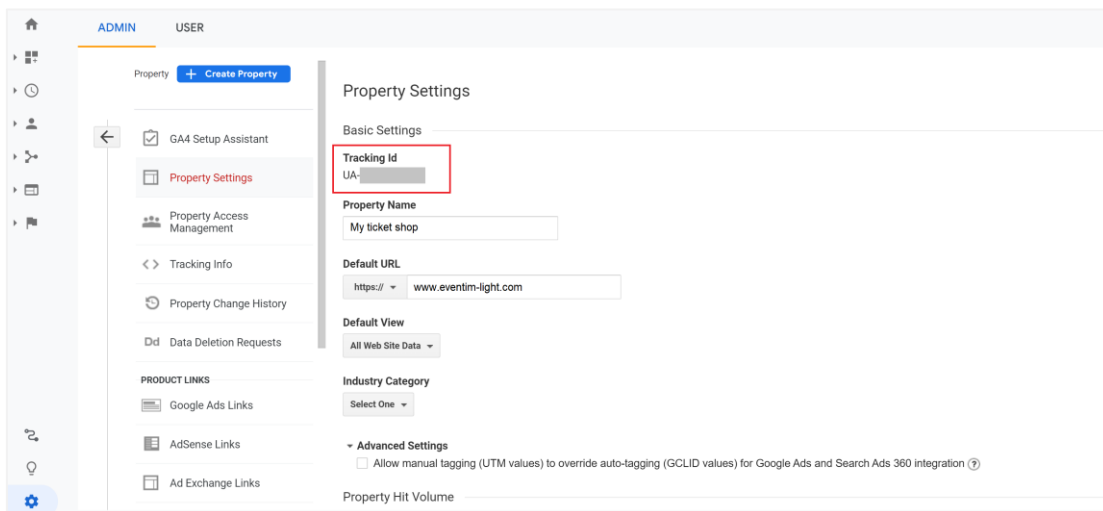 ADMIN
USER
Property
+ Create Property
GA4 Setup Assistant
Property Settings
Property Access
Management
< > Tracking Info
Property Change History
Dd Data Deletion Requests
PRODUCT LINKS
Google Ads Links
AdSense Links
Ad Exchange Links
Property Settings
Basic Settings
Tracking Id
UA-
Property Name
My ticket shop
Default URL
https://
www.eventim-light.com
Default View
All Web Site Data
Industry Category
Select One
Advanced Settings
Allow manual tagging (UTM values) to override auto-tagging (GCLID values) for Google Ads and Search Ads 360 integration ?
Property Hit Volume